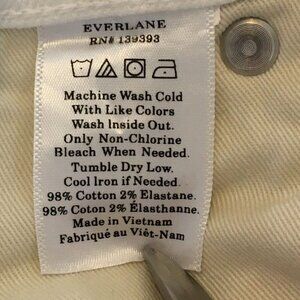 EVERLANE
RN# 139393
Machine Wash Cold
With Like Colors
Wash Inside Out.
Only Non-Chlorine
Bleach When Needed.
Tumble Dry Low.
Cool Iron if Needed.
98% Cotton 2% Elastane.
98% Coton 2% Élasthanne.
Made in Vietnam
Fabriqué au Viêt-Nam